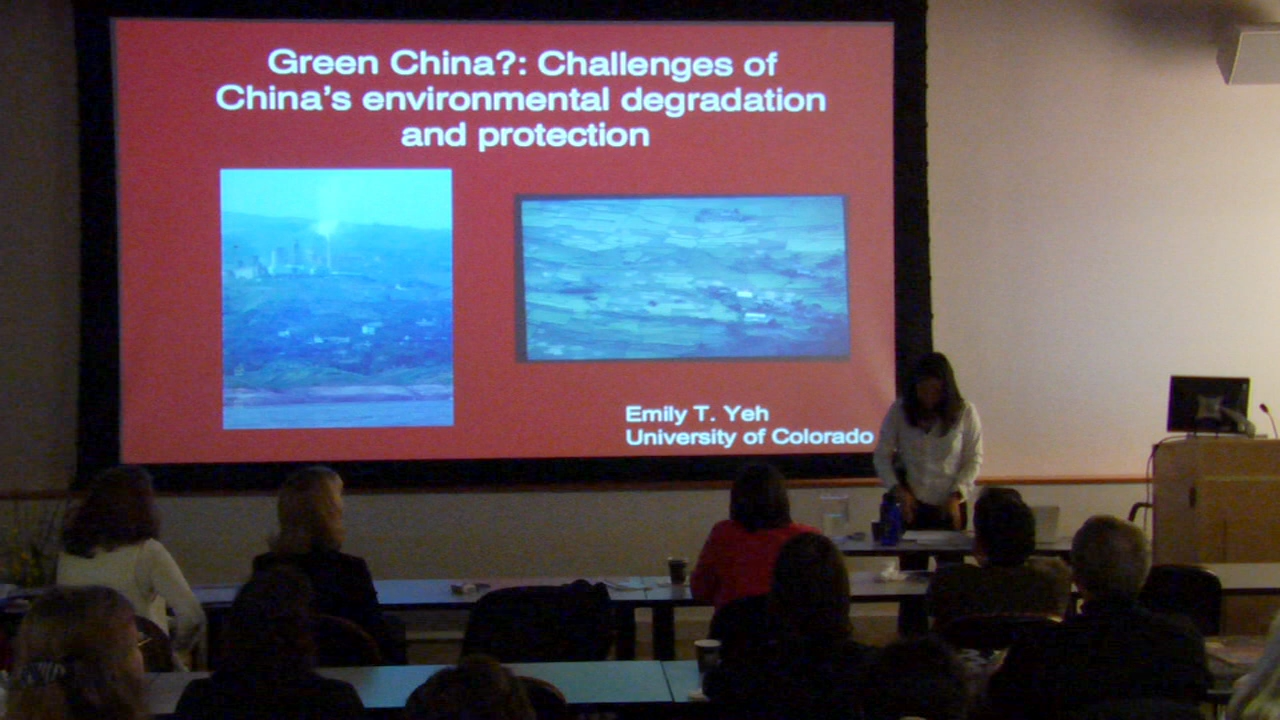 Green China?: Challenges of
China's environmental degradation
and protection
Emily T. Yeh
University of Colorado